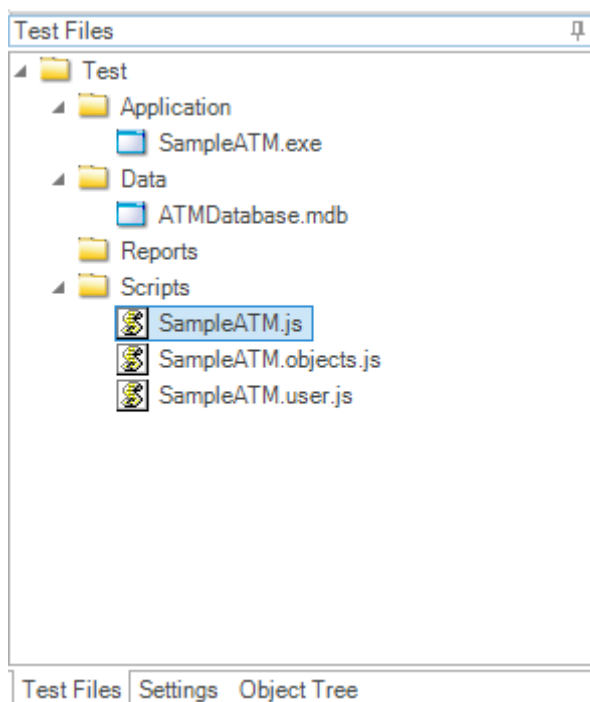 Test Files
Test
Application
SampleATM.exe
Data
ATMDatabase.mdb
Reports
Scripts
SampleATM.js
SampleATM.objects.js
SampleATM.user.js
Test Files Settings Object Tree